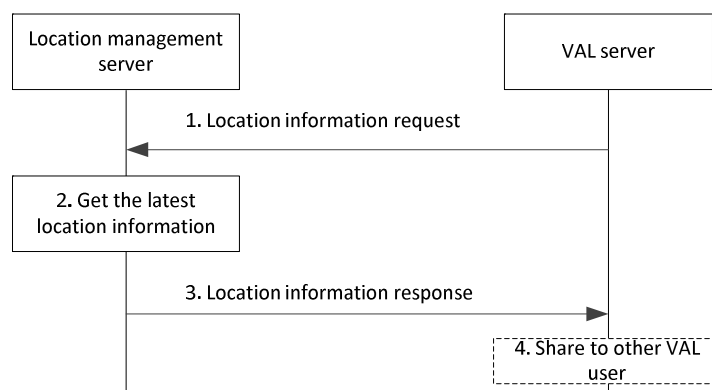 Location management
server
VAL server
1. Location information request
2. Get the latest
location information
3. Location information response
4. Share to other VAL
user